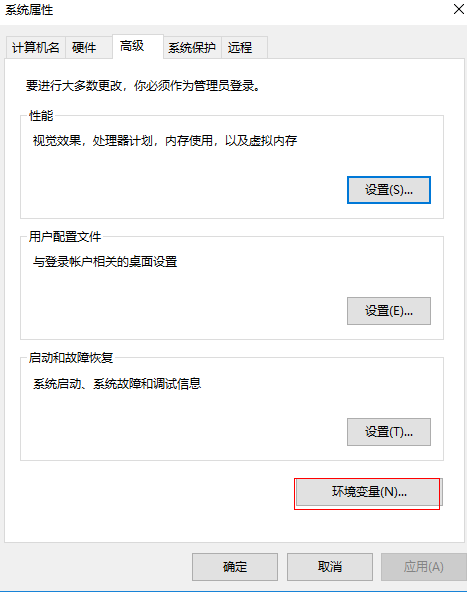 系统属性
计算机名 硬件 高级 系统保护 远程
要进行大多数更改，你必须作为管理员登录。
性能
视觉效果，处理器计划，内存使用，以及虚拟内存
设置(S)...
用户配置文件
与登录帐户相关的桌面设置
设置(E)...
启动和故障恢复
系统启动、系统故障和调试信息
设置(T)...
环境变量(N)...
确定 取消 应用(A)